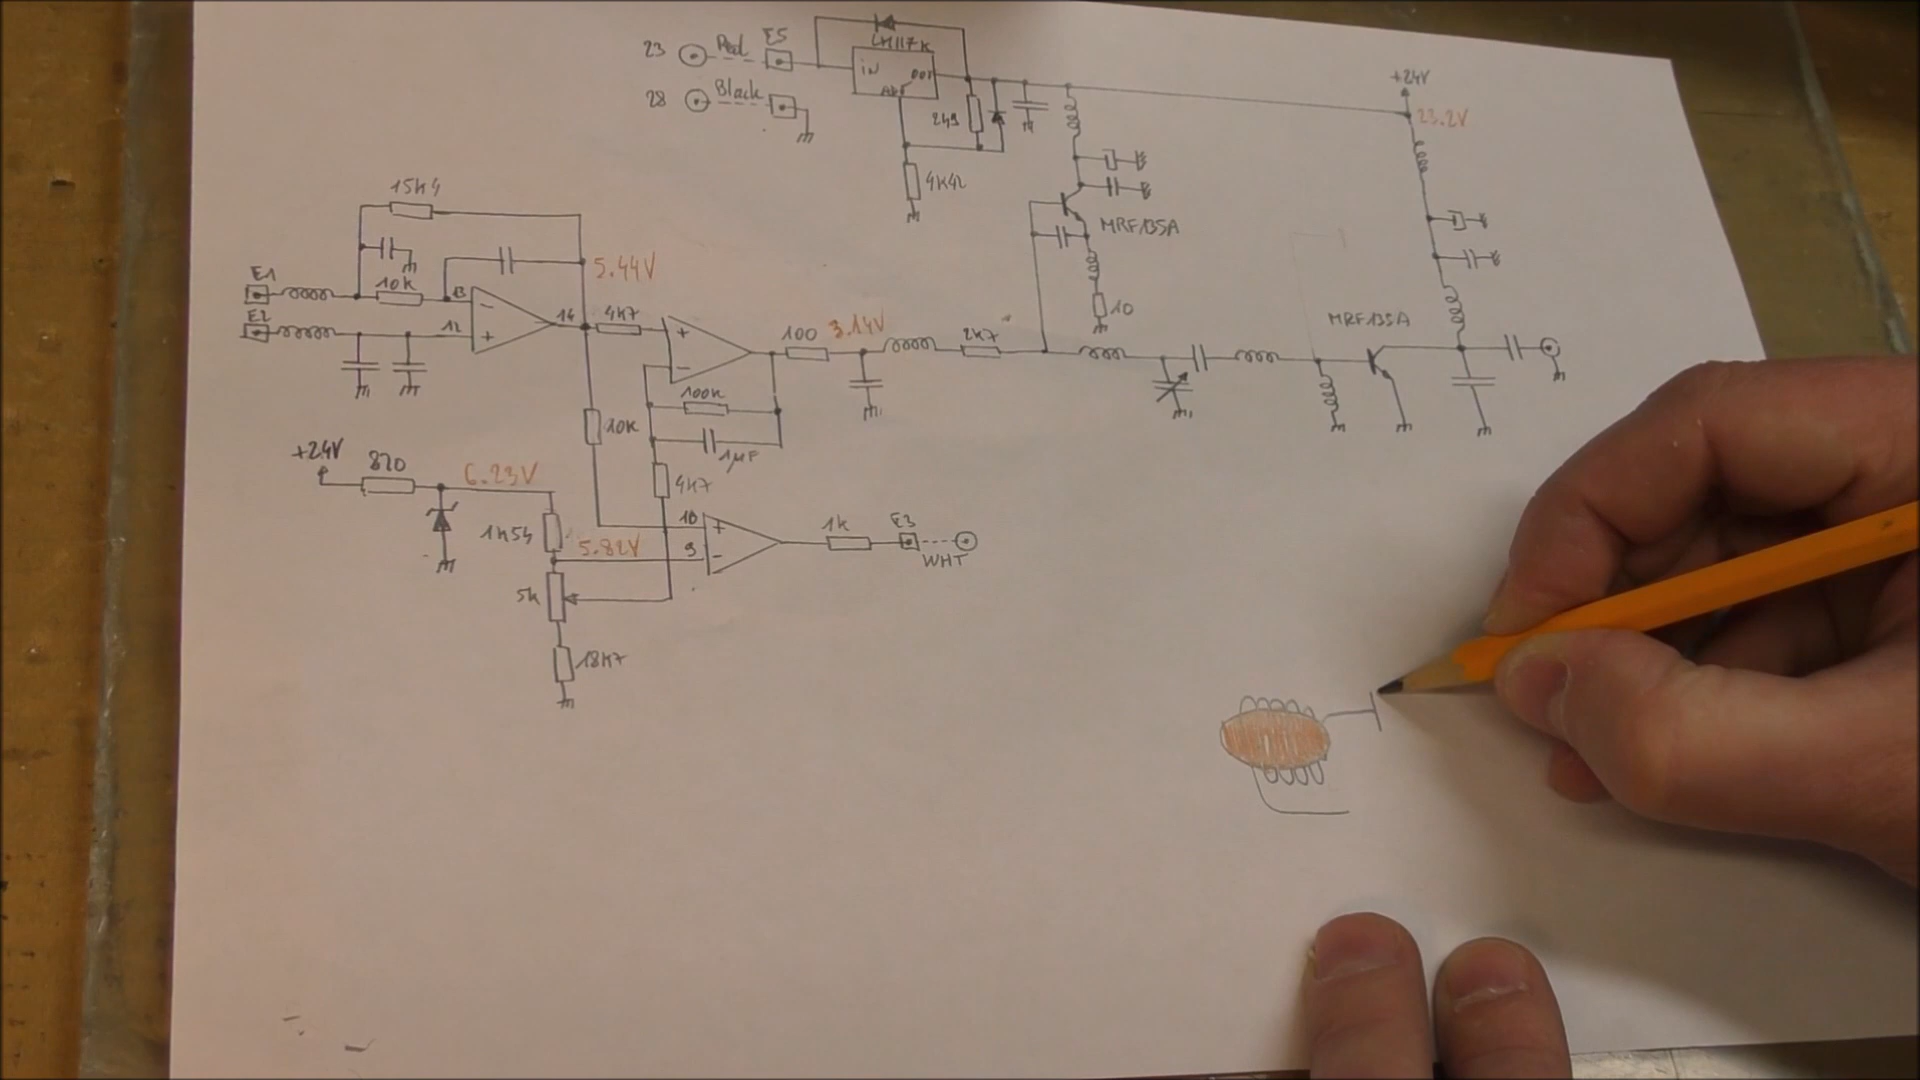 23 Red E5
LM117K
IN OUT
ADJ
28 Black
249
4K42
+24V
23.2V
MRF135A
10
15K4
E1
10K
13
5.44V
E2
12
14
4K7
100
3.14V
2K7
MRF135A
100K
10K
1µF
+24V
820
6.23V
4K7
1K54
5.82V
10
9
1k
E3
WHT
5k
18K7